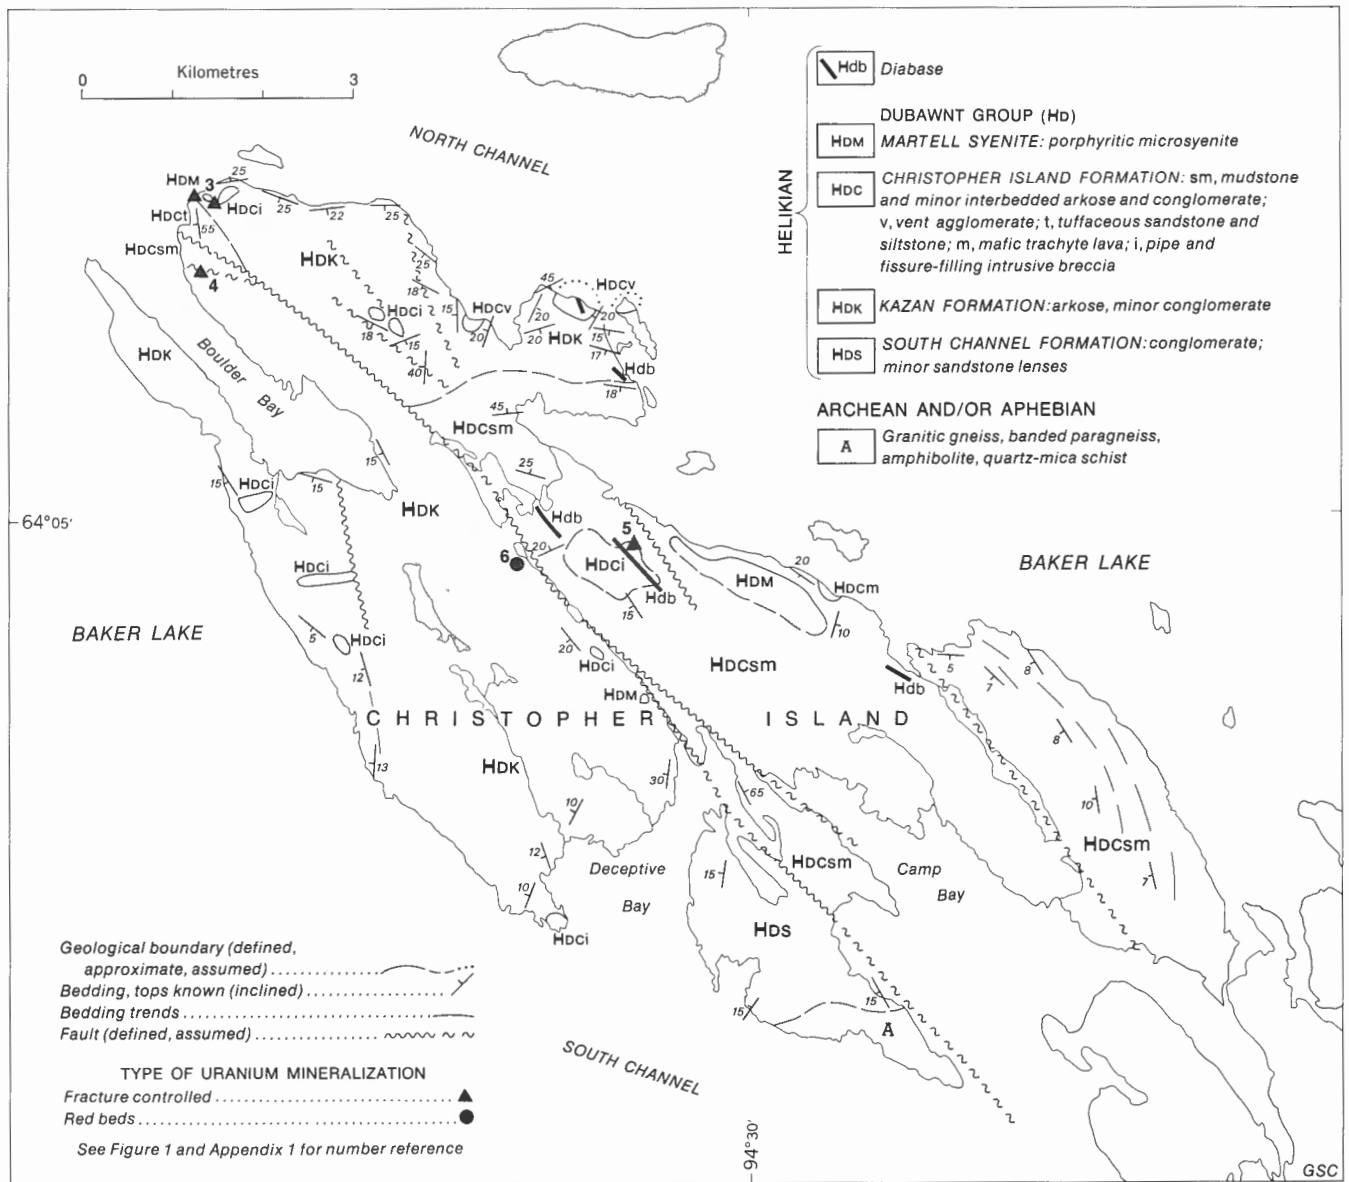 0 Kilometres 3
NORTH CHANNEL
HELIKIAN
Hdb Diabase
DUBAWNT GROUP (HD)
HDM MARTELL SYENITE: porphyritic microsyenite
HDC CHRISTOPHER ISLAND FORMATION: sm, mudstone
and minor interbedded arkose and conglomerate;
v, vent agglomerate; t, tuffaceous sandstone and
siltstone; m, mafic trachyte lava; i, pipe and
fissure-filling intrusive breccia
HDK KAZAN FORMATION: arkose, minor conglomerate
HDS SOUTH CHANNEL FORMATION: conglomerate;
minor sandstone lenses
ARCHEAN AND/OR APHEBIAN
A Granitic gneiss, banded paragneiss,
amphibolite, quartz-mica schist
25
HDM 3
HDCi
25 22 25
HDCt
55
HDCsm
HDK
4
25
45 HDCv
18
HDCi 15 HDCv
20 20
18 15 20 20 HDK 15
17
HDK
Boulder
Bay
40
Hdb
18
45
HDCsm
15
25
15 HDCi 15
HDK
64°05'
Hdb 5
20
6
HDCi
HDCi
HDM
20
HDCm
BAKER LAKE
Hdb
15
10
BAKER LAKE
5 HDCi
20
HDCi
12
HDCsm
5
8
7
HDM
Hdb
CHRISTOPHER ISLAND
8
13
HDK
30
65
10
10
HDCsm
12
Deceptive
Bay
15
HDCsm
Camp
Bay
7
10
HDCi
HDS
15
15
A
SOUTH CHANNEL
Geological boundary (defined,
approximate, assumed)
Bedding, tops known (inclined)
Bedding trends
Fault (defined, assumed)
TYPE OF URANIUM MINERALIZATION
Fracture controlled
Red beds
See Figure 1 and Appendix 1 for number reference
94°30'
GSC